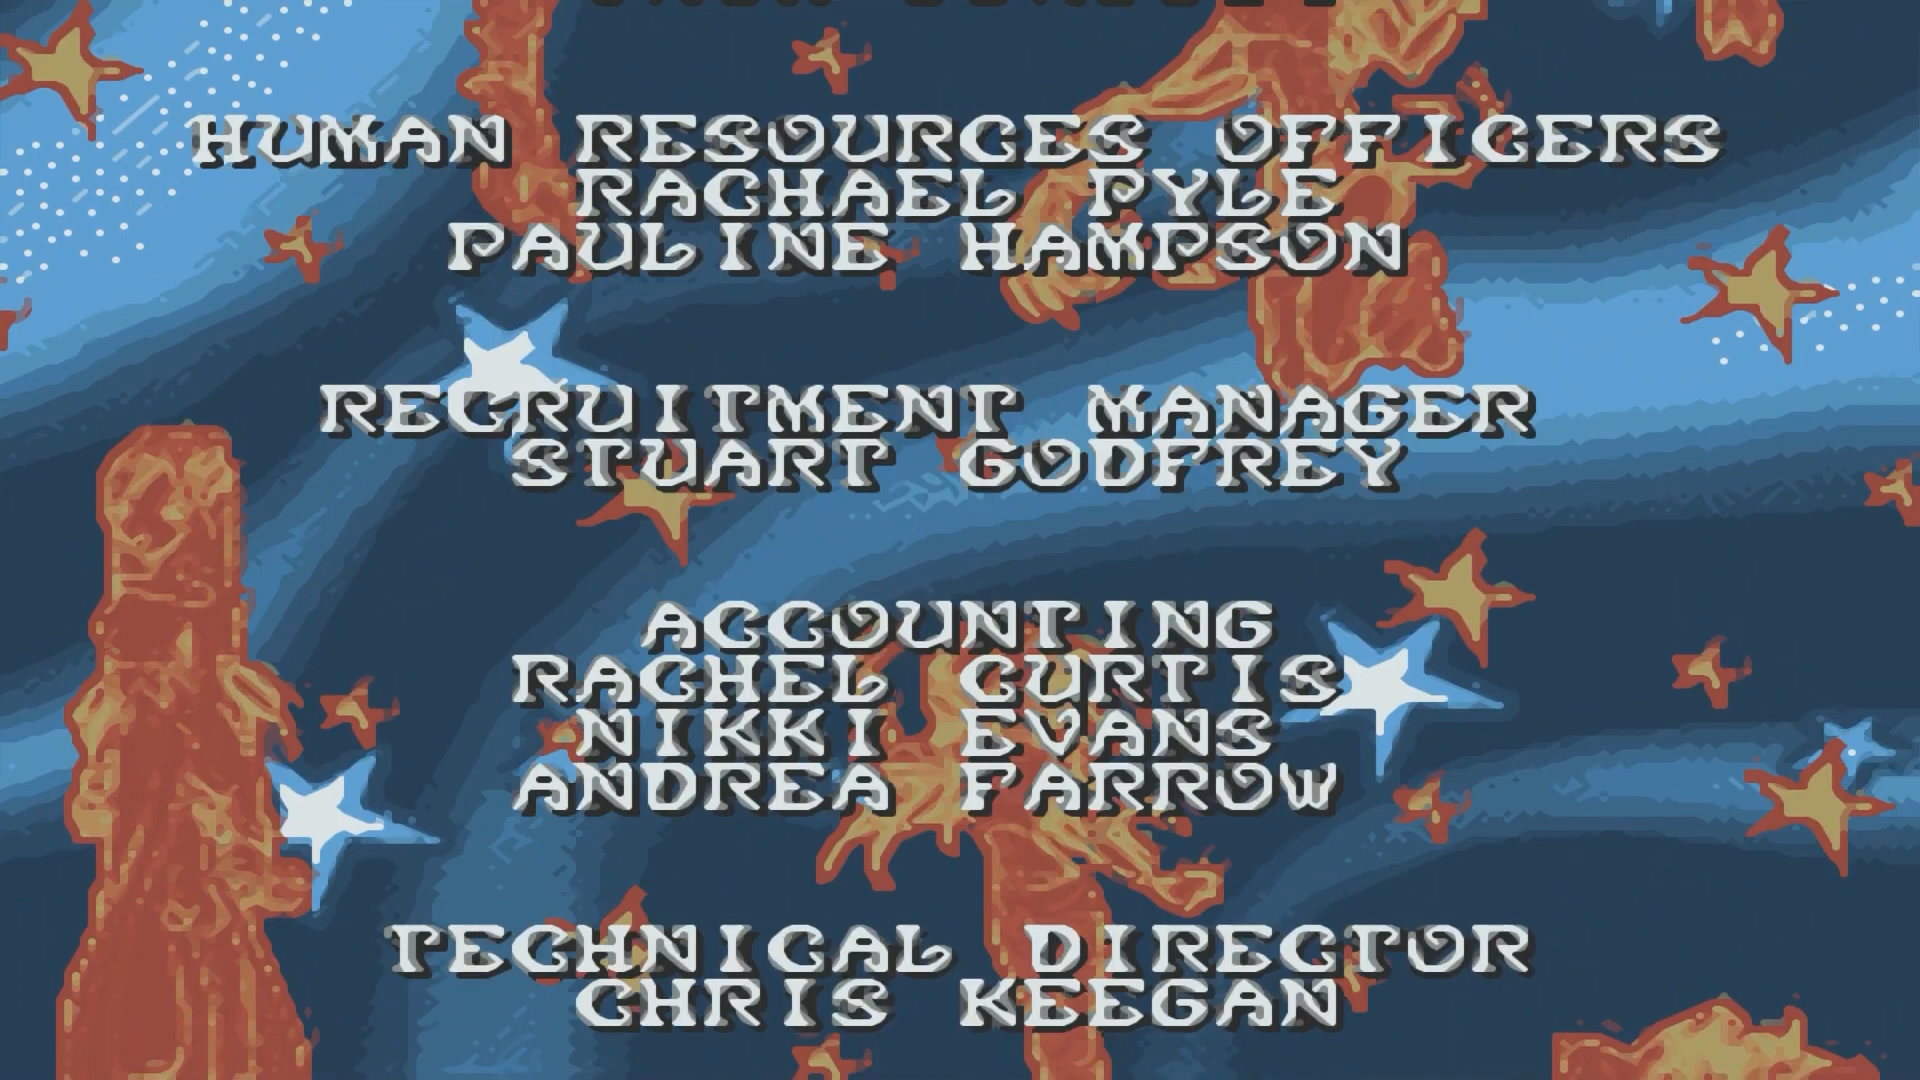 HUMAN RESOURCES OFFICERS
RACHAEL PYLE
PAULINE HAMPSON
RECRUITMENT MANAGER
STUART GODFREY
ACCOUNTING
RACHEL CURTIS
NIKKI EVANS
ANDREA FARROW
TECHNICAL DIRECTOR
CHRIS KEEGAN